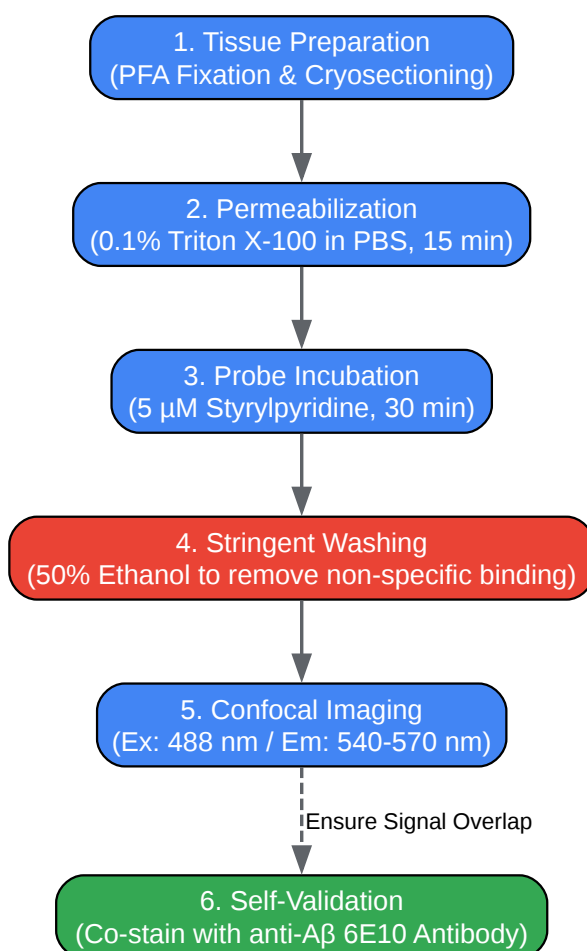 1. Tissue Preparation
(PFA Fixation & Cryosectioning)
2. Permeabilization
(0.1% Triton X-100 in PBS, 15 min)
3. Probe Incubation
(5 µM Styrylpyridine, 30 min)
4. Stringent Washing
(50% Ethanol to remove non-specific binding)
5. Confocal Imaging
(Ex: 488 nm / Em: 540-570 nm)
Ensure Signal Overlap
6. Self-Validation
(Co-stain with anti-Aβ 6E10 Antibody)